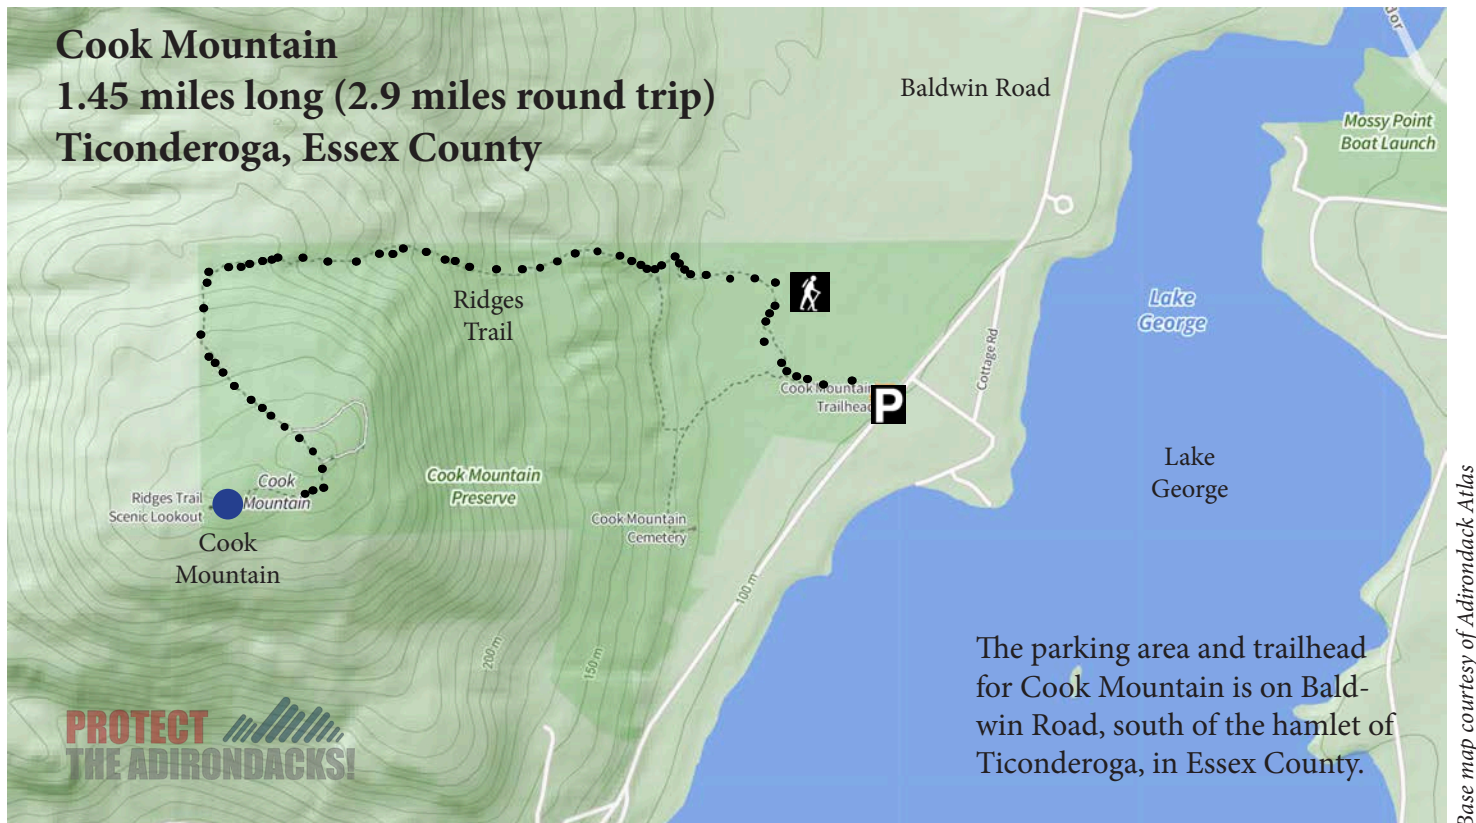 Cook Mountain
1.45 miles long (2.9 miles round trip)
Ticonderoga, Essex County
Baldwin Road
Mossy Point
Boat Launch
Ridges
Trail
Lake
George
Cottage Rd
Cook Mountain
Trailhead
P
Cook Mountain
Preserve
Cook
Mountain
Ridges Trail
Scenic Lookout
Cook
Mountain
Cook Mountain
Cemetery
Lake
George
100 m
200 m
150 m
The parking area and trailhead
for Cook Mountain is on Bald-
win Road, south of the hamlet of
Ticonderoga, in Essex County.
PROTECT
THE ADIRONDACKS!
Base map courtesy of Adirondack Atlas